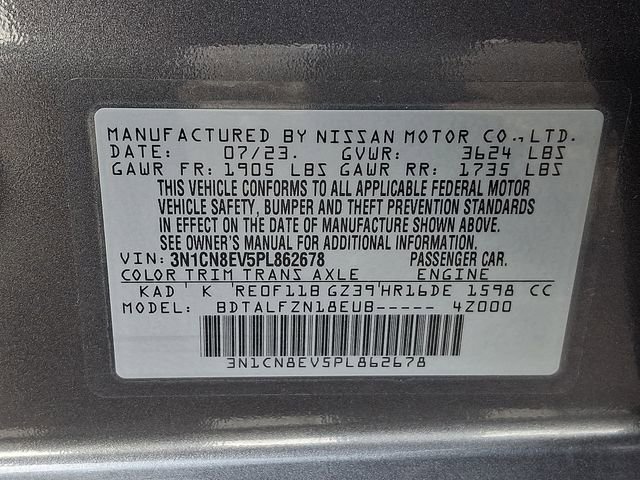 MANUFACTURED BY NISSAN MOTOR CO., LTD.
DATE: 07/23. GVWR: 3624 LBS
GAWR FR: 1905 LBS GAWR RR: 1735 LBS
THIS VEHICLE CONFORMS TO ALL APPLICABLE FEDERAL MOTOR
VEHICLE SAFETY, BUMPER AND THEFT PREVENTION STANDARDS
IN EFFECT ON THE DATE OF MANUFACTURE SHOWN ABOVE.
SEE OWNER'S MANUAL FOR ADDITIONAL INFORMATION.
VIN: 3N1CN8EV5PL862678 PASSENGER CAR.
COLOR TRIM TRANS AXLE ENGINE
KAD K RE0F11B GZ39 HR16DE 1598 CC
MODEL: BDTALFZN18EUB----- 4Z000
3N1CN8EV5PL862678